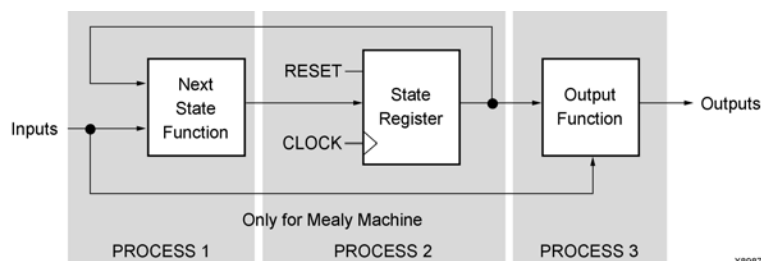 RESET
Next
State
Function
State
Register
Output
Function
Outputs
Inputs
CLOCK
Only for Mealy Machine
PROCESS 1
PROCESS 2
PROCESS 3